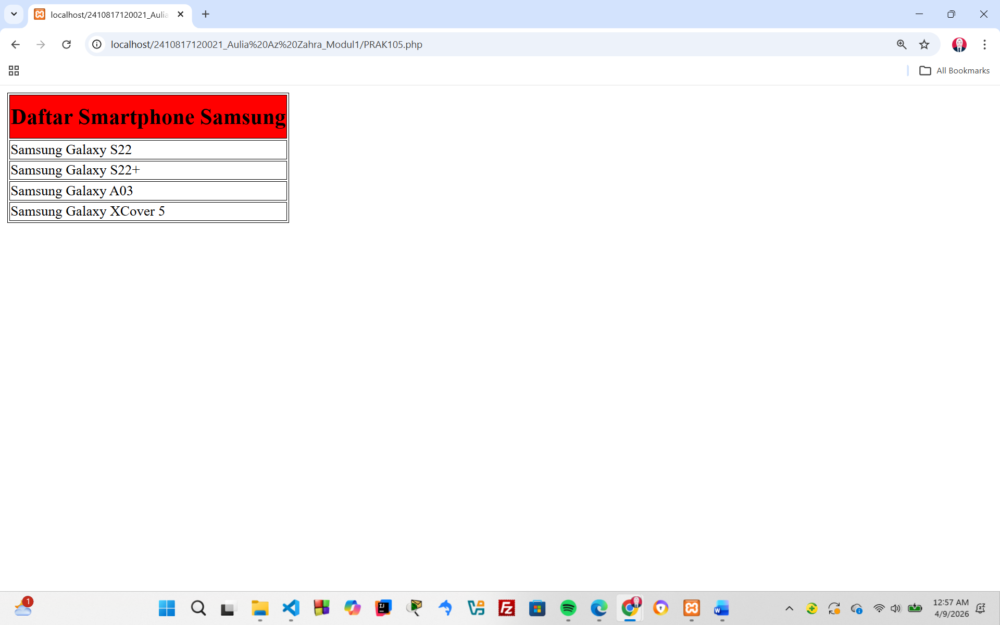 localhost/2410817120021_Aulia
localhost/2410817120021_Aulia%20Az%20Zahra_Modul1/PRAK105.php
All Bookmarks
Daftar Smartphone Samsung
Samsung Galaxy S22
Samsung Galaxy S22+
Samsung Galaxy A03
Samsung Galaxy XCover 5
1
12:57 AM
4/9/2026